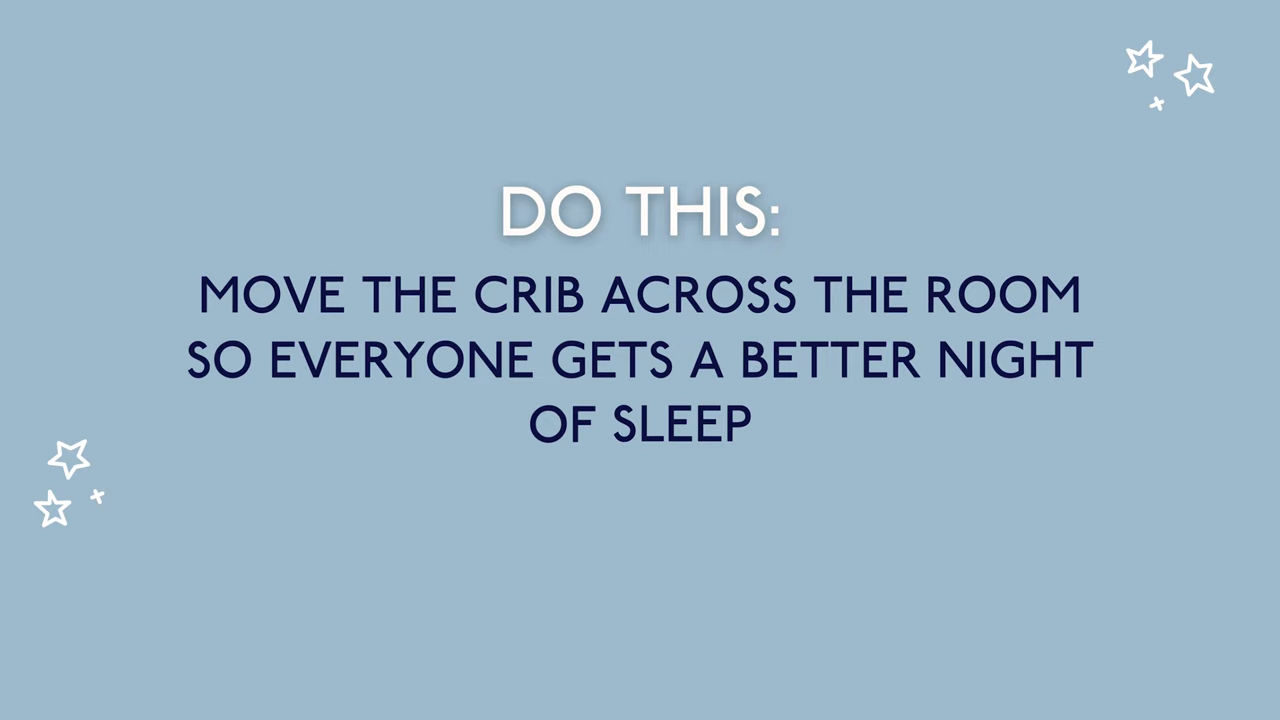 DO THIS:
MOVE THE CRIB ACROSS THE ROOM
SO EVERYONE GETS A BETTER NIGHT
OF SLEEP